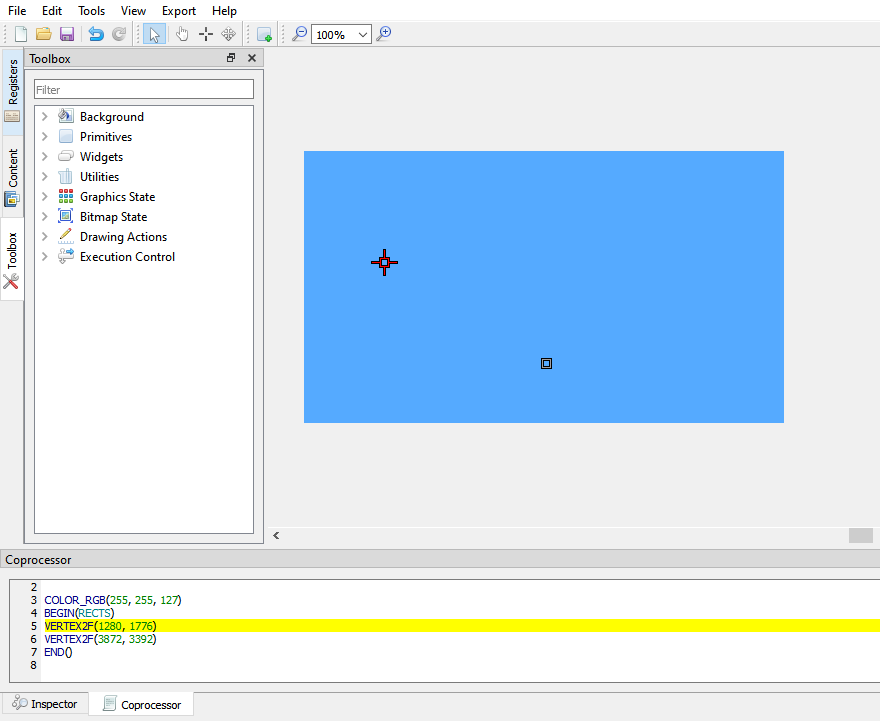 File Edit Tools View Export Help
100%
Registers
Content
Toolbox
Toolbox
Filter
Background
Primitives
Widgets
Utilities
Graphics State
Bitmap State
Drawing Actions
Execution Control
Coprocessor
2
3 COLOR_RGB(255, 255, 127)
4 BEGIN(RECTS)
5 VERTEX2F(1280, 1776)
6 VERTEX2F(3872, 3392)
7 END()
8
Inspector Coprocessor